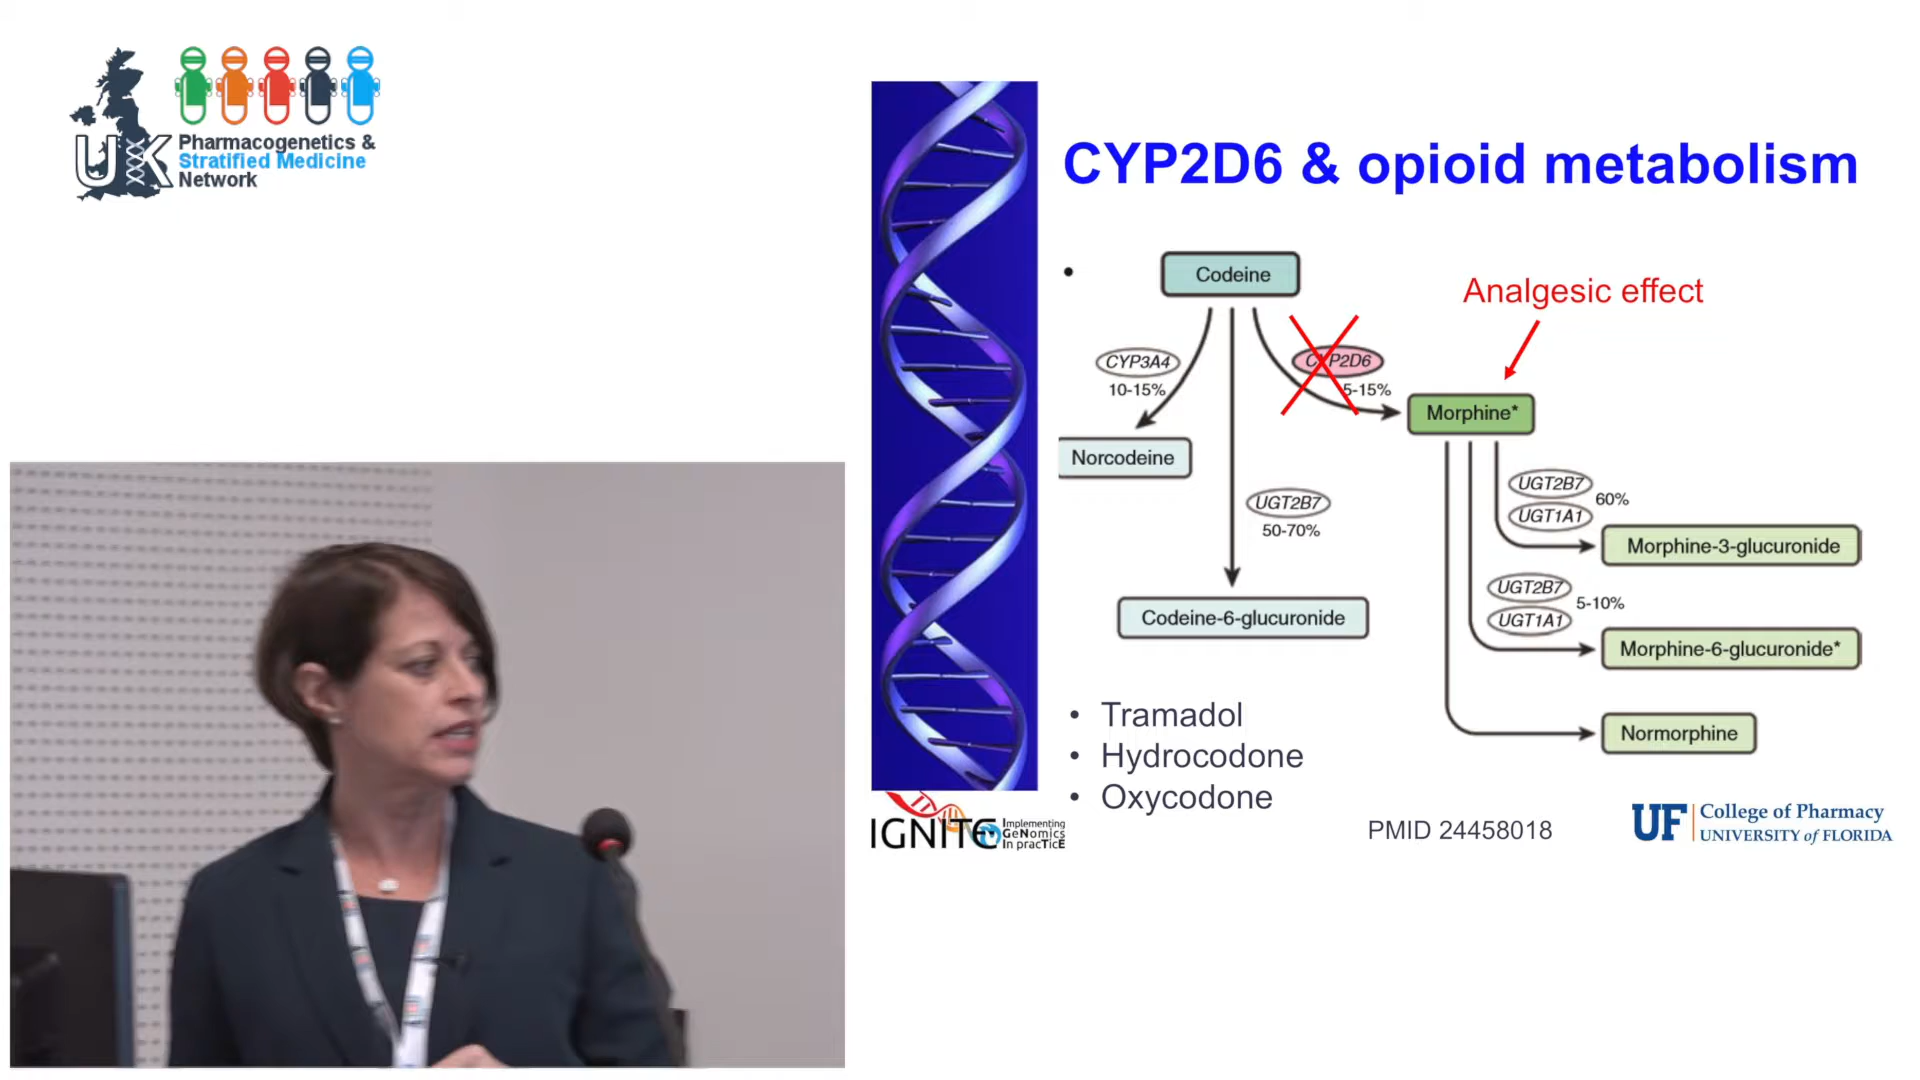 UK
Pharmacogenetics &
Stratified Medicine
Network
CYP2D6 & opioid metabolism
Codeine
Analgesic effect
CYP3A4
10-15%
CYP2D6
5-15%
Morphine*
Norcodeine
UGT2B7
50-70%
UGT2B7
UGT1A1
60%
Morphine-3-glucuronide
UGT2B7
UGT1A1
5-10%
Codeine-6-glucuronide
Morphine-6-glucuronide*
Normorphine
• Tramadol
• Hydrocodone
• Oxycodone
IGNITE
Implementing
GeNomics
In pracTicE
PMID 24458018
UF College of Pharmacy
UNIVERSITY of FLORIDA